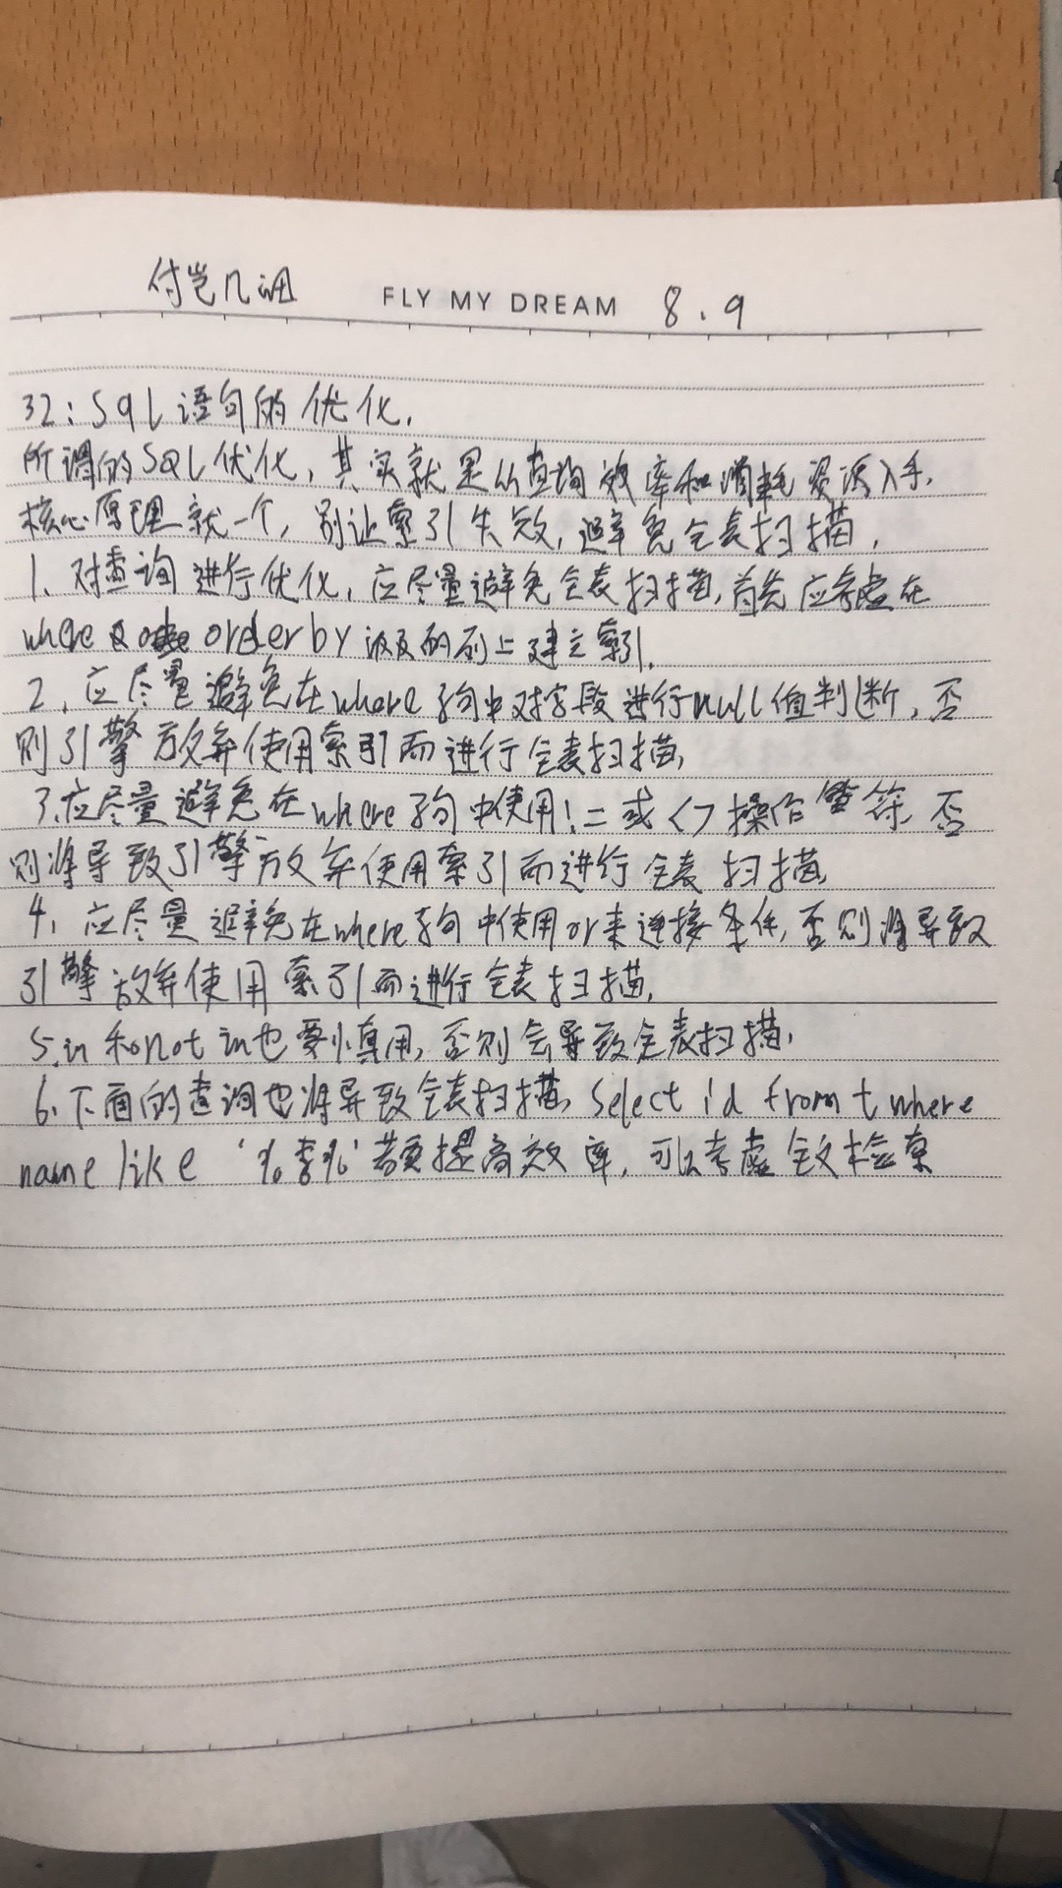 FLY MY DREAM 8.9
32:SqL语句的优化.
所谓的SQL优化,其实就是从查询效率和消耗资源入手.
核心原理就一个,别让索引失效,避免全表扫描.
1、对查询进行优化,应尽量避免全表扫描,首先应考虑在
where及order by 涉及的列上建立索引.
2.应尽量避免在where子句中对字段进行null值判断,否
则引擎放弃使用索引而进行全表扫描,
3.应尽量避免在where子句中使用!=或<>操作符,否
则将导致引擎放弃使用索引而进行全表扫描,
4,应尽量避免在where子句中使用or来连接条件,否则将导致
引擎放弃使用索引而进行全表扫描.
5.in和not in也要慎用,否则会导致全表扫描.
6.下面的查询也将导致全表扫描,Select id from t where
name like '%李%'若要提高效率,可以考虑全文检索